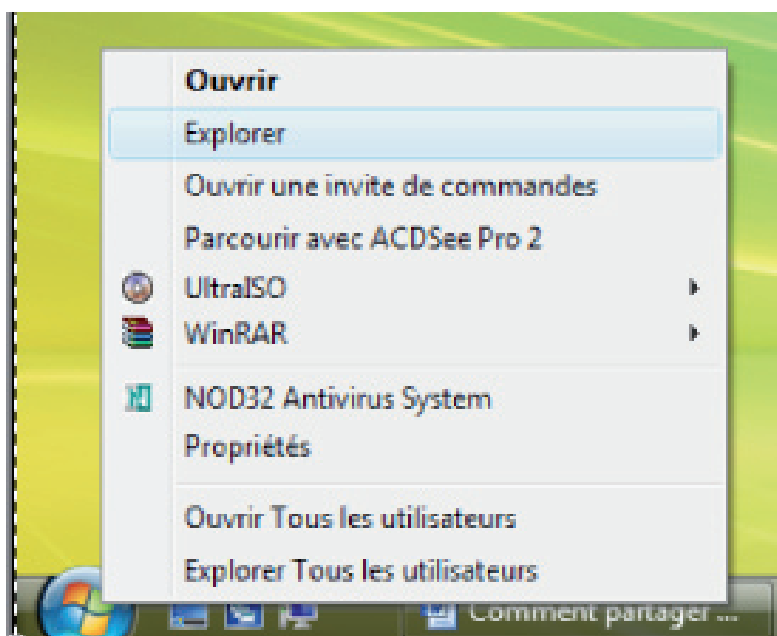 Ouvrir
Explorer
Ouvrir une invite de commandes
Parcourir avec ACDSee Pro 2
UltraISO
WinRAR
NOD32 Antivirus System
Propriétés
Ouvrir Tous les utilisateurs
Explorer Tous les utilisateurs
Comment partager ...